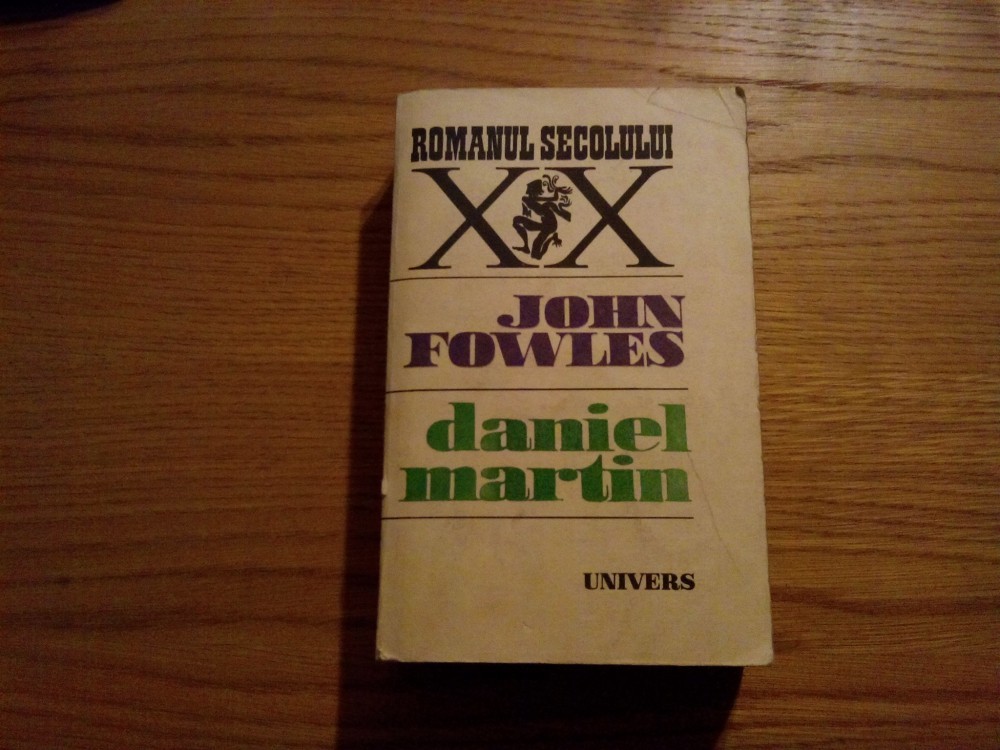 ROMANUL SECOLULUI
XX
JOHN
FOWLES
daniel
martin
UNIVERS